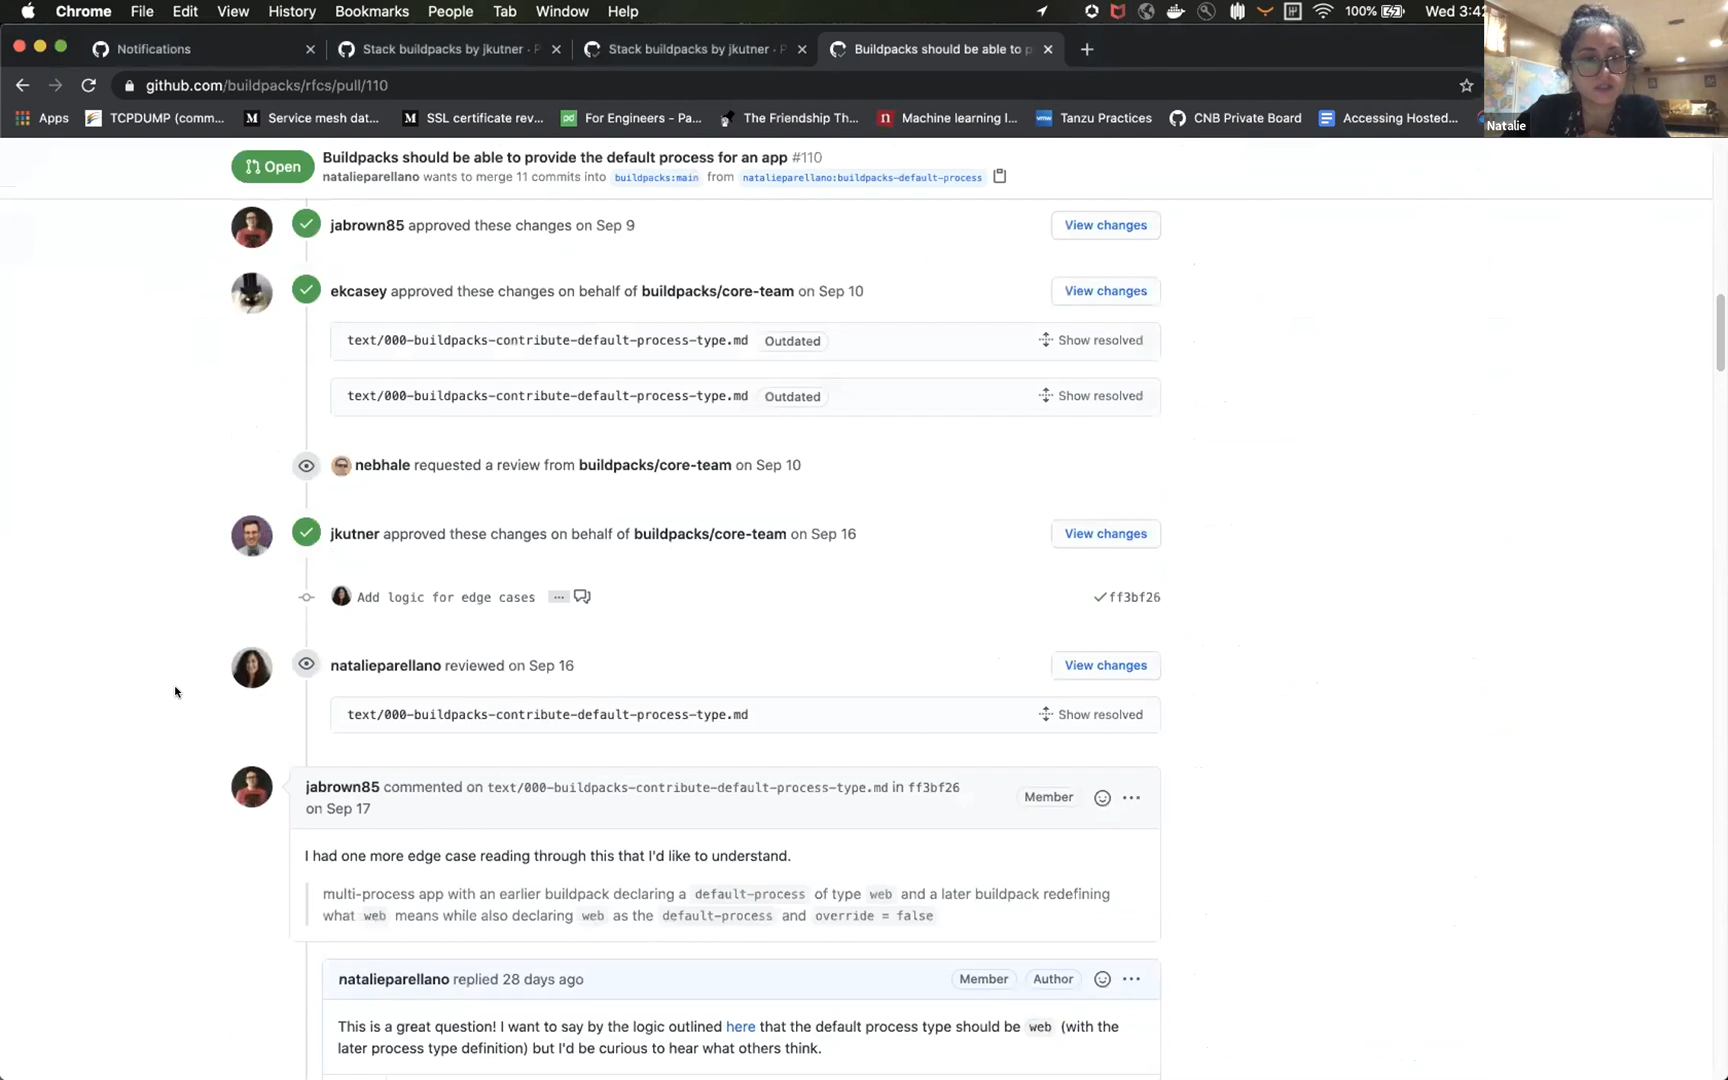 Chrome File Edit View History Bookmarks People Tab Window Help 100% Wed 3:42
Notifications Stack buildpacks by jkutner · P Stack buildpacks by jkutner · P Buildpacks should be able to p
github.com/buildpacks/rfcs/pull/110
Apps TCPDUMP (comm... Service mesh dat... SSL certificate rev... For Engineers - Pa... The Friendship Th... Machine learning I... Tanzu Practices CNB Private Board Accessing Hosted...
Natalie
Open Buildpacks should be able to provide the default process for an app #110
natalieparellano wants to merge 11 commits into buildpacks:main from natalieparellano:buildpacks-default-process
jabrown85 approved these changes on Sep 9 View changes
ekcasey approved these changes on behalf of buildpacks/core-team on Sep 10 View changes
text/000-buildpacks-contribute-default-process-type.md Outdated Show resolved
text/000-buildpacks-contribute-default-process-type.md Outdated Show resolved
nebhale requested a review from buildpacks/core-team on Sep 10
jkutner approved these changes on behalf of buildpacks/core-team on Sep 16 View changes
Add logic for edge cases ... ff3bf26
natalieparellano reviewed on Sep 16 View changes
text/000-buildpacks-contribute-default-process-type.md Show resolved
jabrown85 commented on text/000-buildpacks-contribute-default-process-type.md in ff3bf26
on Sep 17 Member ...
I had one more edge case reading through this that I'd like to understand.
multi-process app with an earlier buildpack declaring a default-process of type web and a later buildpack redefining
what web means while also declaring web as the default-process and override = false
natalieparellano replied 28 days ago Member Author ...
This is a great question! I want to say by the logic outlined here that the default process type should be web (with the
later process type definition) but I'd be curious to hear what others think.